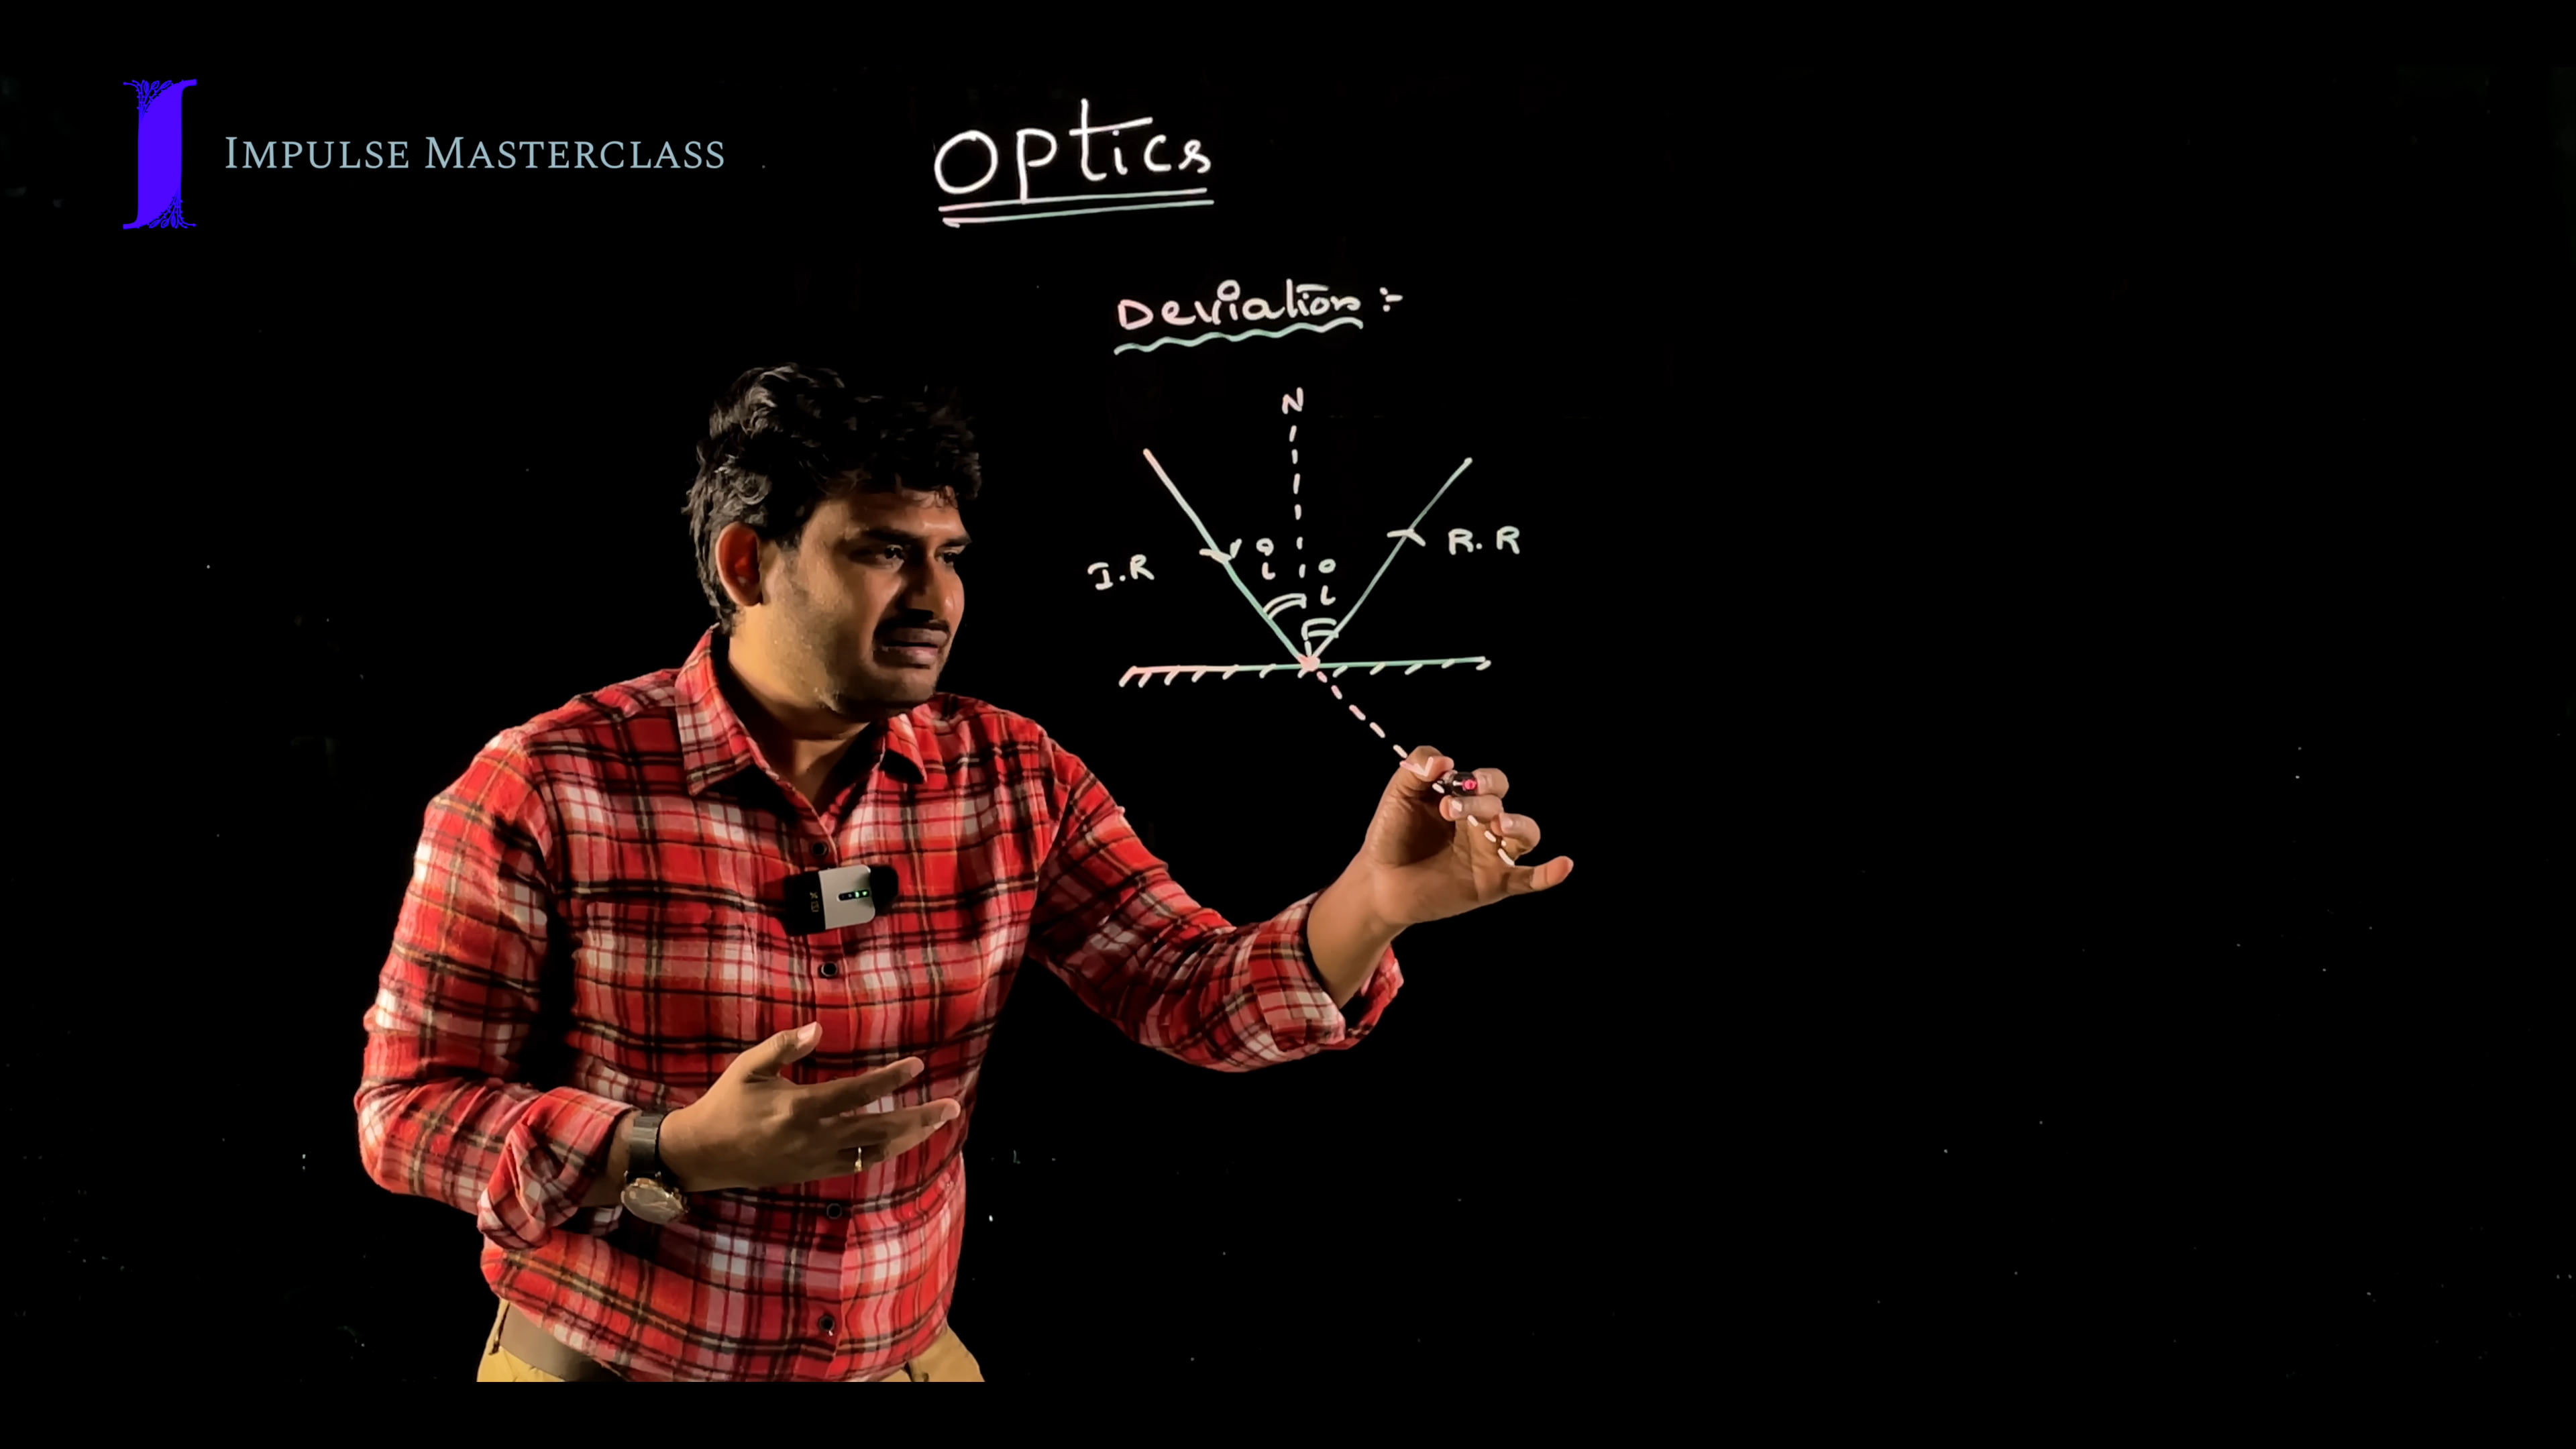 IMPULSE MASTERCLASS
Optics
Deviation :-
N
I.R
i
i
R.R